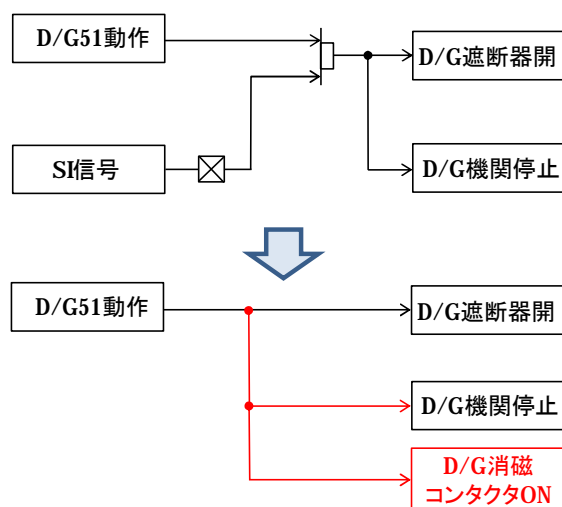 D/G51動作
D/G遮断器開
SI信号
D/G機関停止
D/G51動作
D/G遮断器開
D/G機関停止
D/G消磁
コンタクタON